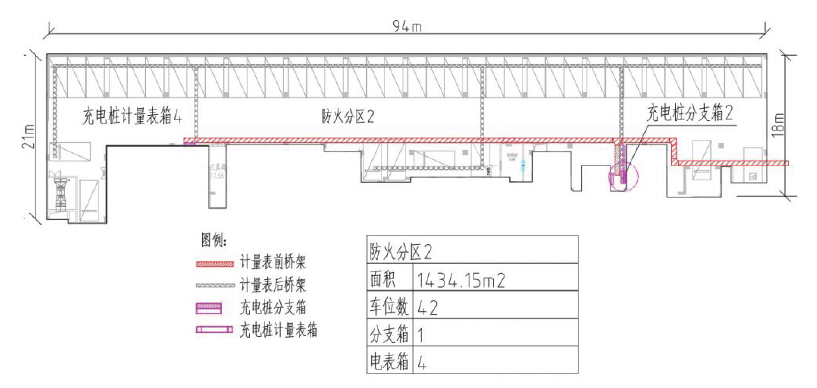 94m
充电桩计量表箱4
防火分区2
充电桩分支箱2
21m
18m
图例:
计量表前桥架
计量表后桥架
充电桩分支箱
充电桩计量表箱
防火分区2
面积 1434.15m2
车位数 42
分支箱 1
电表箱 4